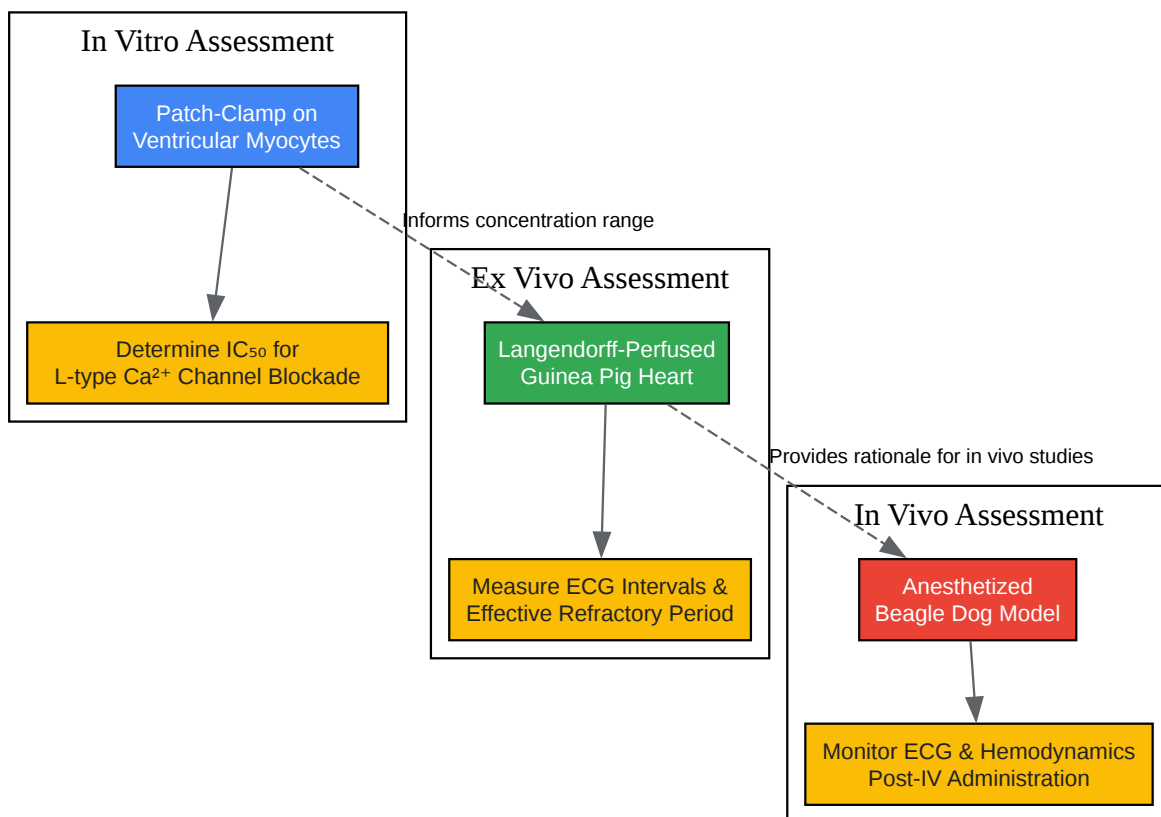 In Vitro Assessment
Patch-Clamp on
Ventricular Myocytes
Informs concentration range
Determine IC₅₀ for
L-type Ca²⁺ Channel Blockade
Ex Vivo Assessment
Langendorff-Perfused
Guinea Pig Heart
Provides rationale for in vivo studies
Measure ECG Intervals &
Effective Refractory Period
In Vivo Assessment
Anesthetized
Beagle Dog Model
Monitor ECG & Hemodynamics
Post-IV Administration